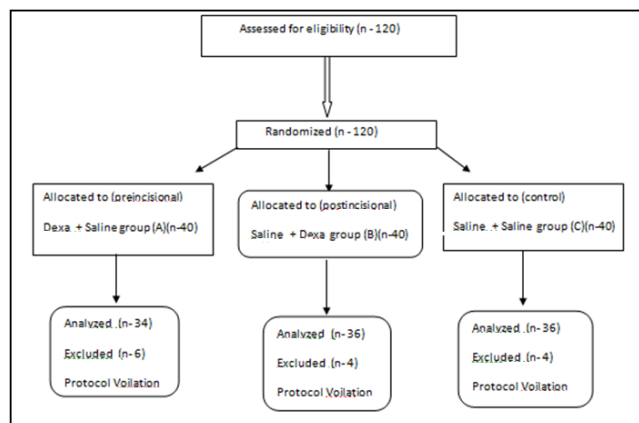 Assessed for eligibility (n - 120)
Randomized (n - 120)
Allocated to (preincisional)
Dexa.. + Saline group (A)(n-40)
Allocated to (postincisional)
Saline + Dexa group (B)(n-40)
Allocated to (control)
Saline.. + Saline group (C)(n-40)
Analyzed.. (n-34)
Excluded (n-6)
Protocol Voilation
Analyzed (n-36)
Excluded (n-4)
Protocol Voilation
Analyzed (n-36)
Excluded (n-4)
Protocol Voilation